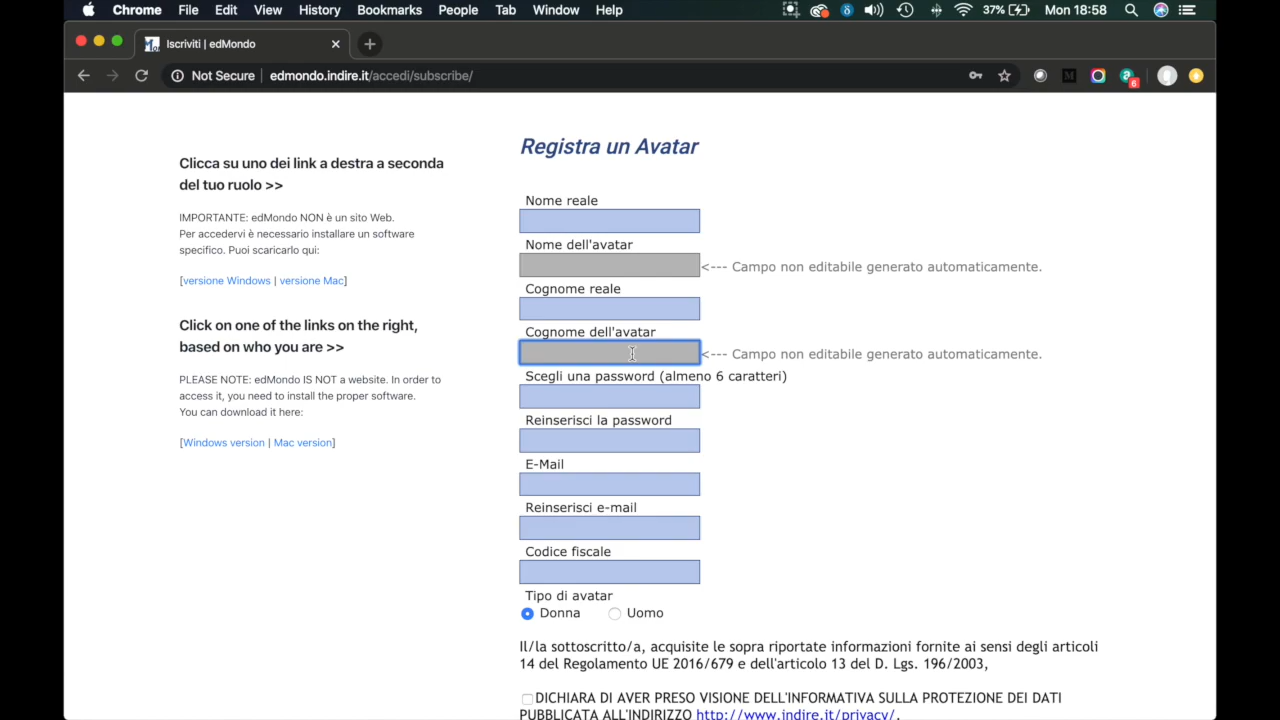 Chrome File Edit View History Bookmarks People Tab Window Help 37% Mon 18:58
Iscriviti | edMondo
Not Secure edmondo.indire.it/accedi/subscribe/
6
Clicca su uno dei link a destra a seconda
del tuo ruolo >>
IMPORTANTE: edMondo NON è un sito Web.
Per accedervi è necessario installare un software
specifico. Puoi scaricarlo qui:
[versione Windows | versione Mac]
Click on one of the links on the right,
based on who you are >>
PLEASE NOTE: edMondo IS NOT a website. In order to
access it, you need to install the proper software.
You can download it here:
[Windows version | Mac version]
Registra un Avatar
Nome reale
Nome dell'avatar
<--- Campo non editabile generato automaticamente.
Cognome reale
Cognome dell'avatar
<--- Campo non editabile generato automaticamente.
Scegli una password (almeno 6 caratteri)
Reinserisci la password
E-Mail
Reinserisci e-mail
Codice fiscale
Tipo di avatar
Donna Uomo
Il/la sottoscritto/a, acquisite le sopra riportate informazioni fornite ai sensi degli articoli
14 del Regolamento UE 2016/679 e dell'articolo 13 del D. Lgs. 196/2003,
DICHIARA DI AVER PRESO VISIONE DELL'INFORMATIVA SULLA PROTEZIONE DEI DATI
PUBBLICATA ALL'INDIRIZZO http://www.indire.it/privacy/.